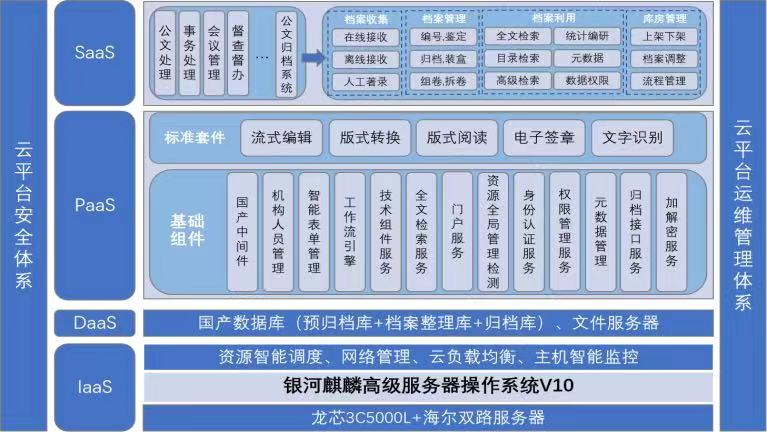 云平台安全体系
SaaS
公文处理
事务处理
会议管理
督查督办
…
公文归档系统
档案收集
在线接收
离线接收
人工著录
档案管理
编号,鉴定
归档,装盒
组卷,拆卷
档案利用
全文检索
统计编研
目录检索
元数据
高级检索
数据权限
库房管理
上架下架
档案调整
流程管理
PaaS
标准套件
流式编辑
版式转换
版式阅读
电子签章
文字识别
基础
组件
国产中间件
机构人员管理
智能表单管理
工作流引擎
技术组件服务
全文检索服务
门户服务
资源全局管理检测
身份认证服务
权限管理服务
元数据管理
归档接口服务
加解密服务
DaaS
国产数据库（预归档库+档案整理库+归档库）、文件服务器
IaaS
资源智能调度、网络管理、云负载均衡、主机智能监控
银河麒麟高级服务器操作系统V10
龙芯3C5000L+海尔双路服务器
云平台运维管理体系